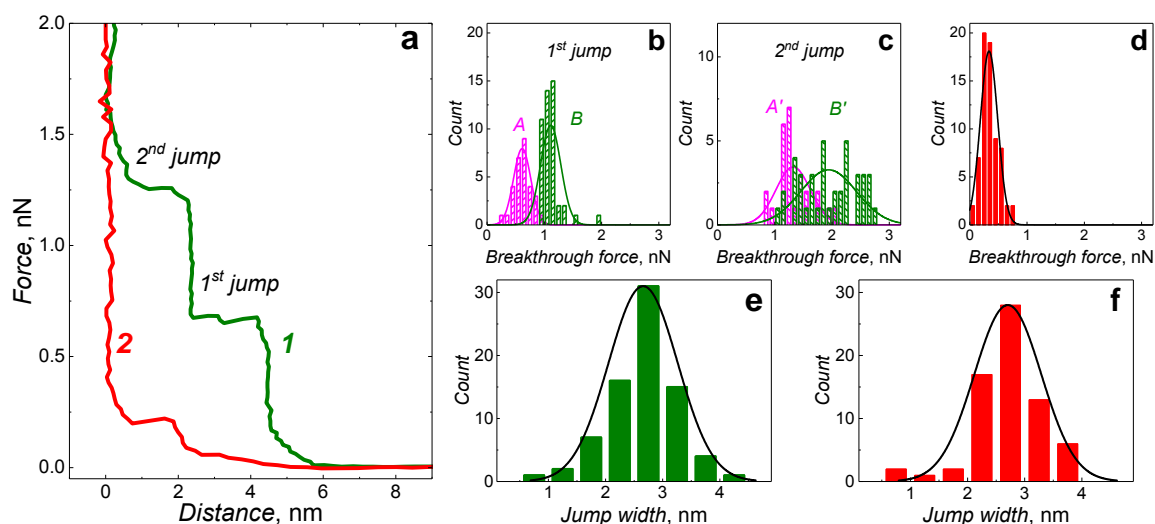 a
2.0
1.5
1.0
0.5
0.0
Force, nN
2nd jump
1st jump
2
1
0 2 4 6 8
Distance, nm
b
1st jump
A
B
20
15
10
5
0
Count
0 1 2 3
Breakthrough force, nN
c
2nd jump
A'
B'
10
5
0
Count
0 1 2 3
Breakthrough force, nN
d
20
15
10
5
0
Count
0 1 2 3
Breakthrough force, nN
e
30
20
10
0
Count
1 2 3 4
Jump width, nm
f
30
20
10
0
Count
1 2 3 4
Jump width, nm